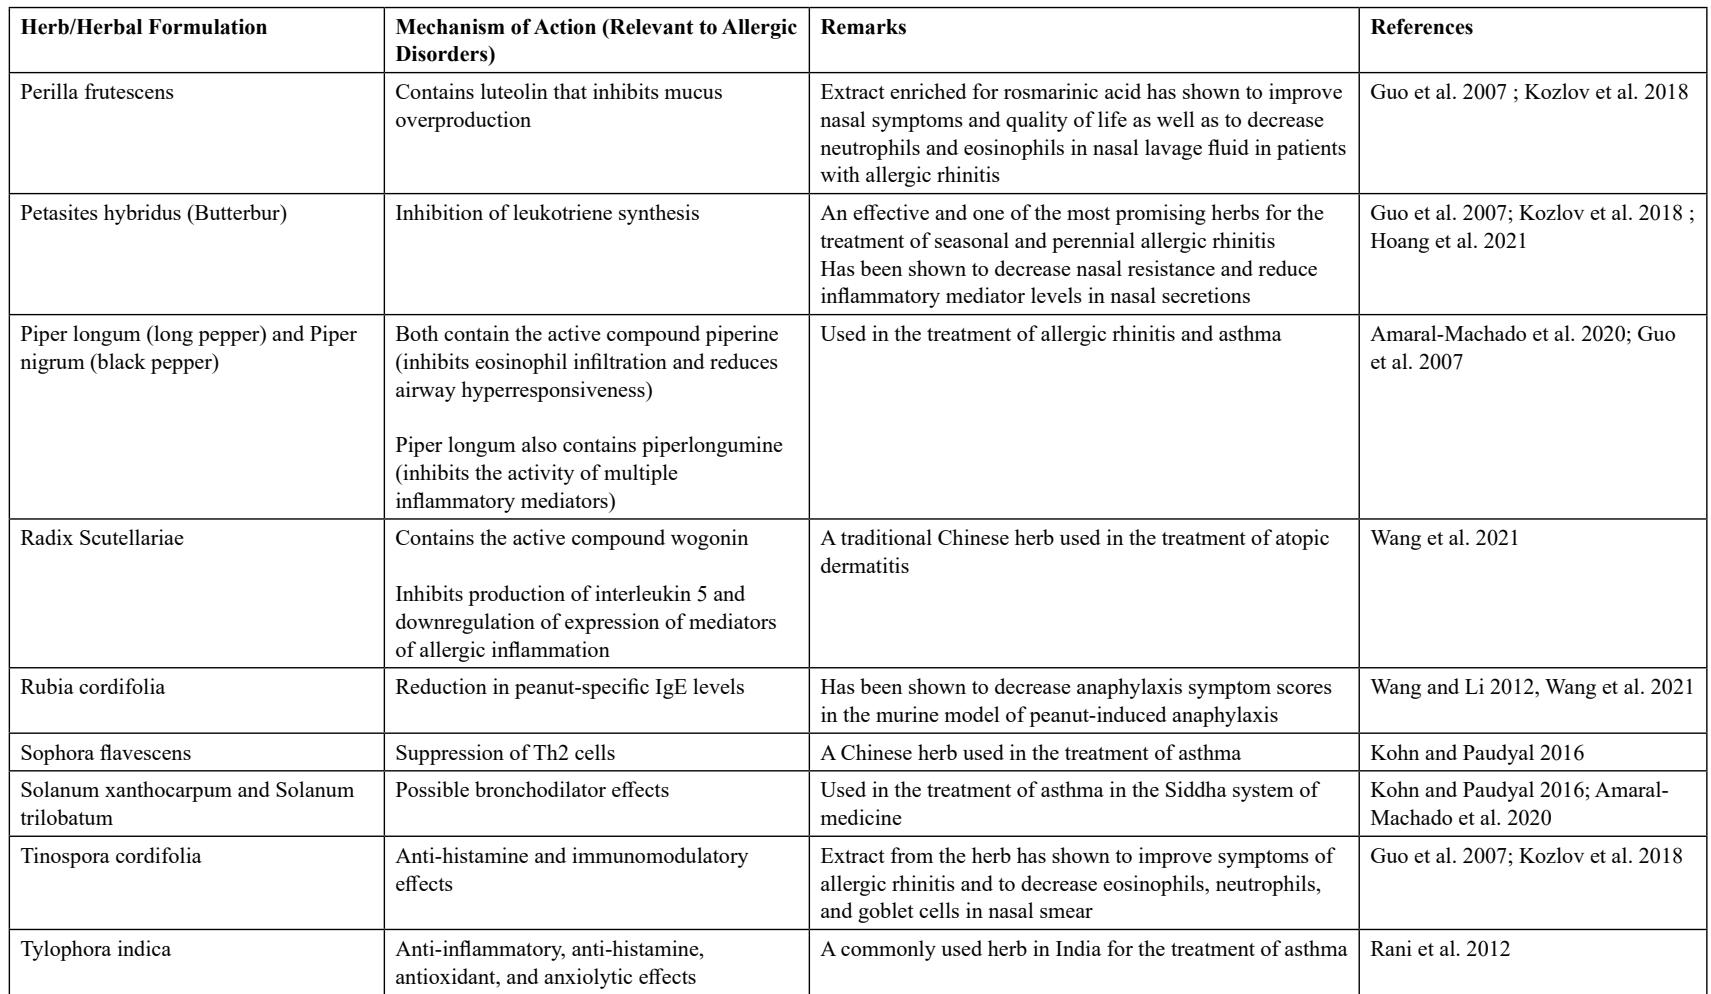 Herb/Herbal Formulation
Mechanism of Action (Relevant to Allergic
Disorders)
Remarks
References
Perilla frutescens
Contains luteolin that inhibits mucus
overproduction
Extract enriched for rosmarinic acid has shown to improve
nasal symptoms and quality of life as well as to decrease
neutrophils and eosinophils in nasal lavage fluid in patients
with allergic rhinitis
Guo et al. 2007 ; Kozlov et al. 2018
Petasites hybridus (Butterbur)
Inhibition of leukotriene synthesis
An effective and one of the most promising herbs for the
treatment of seasonal and perennial allergic rhinitis
Has been shown to decrease nasal resistance and reduce
inflammatory mediator levels in nasal secretions
Guo et al. 2007; Kozlov et al. 2018 ;
Hoang et al. 2021
Piper longum (long pepper) and Piper
nigrum (black pepper)
Both contain the active compound piperine
(inhibits eosinophil infiltration and reduces
airway hyperresponsiveness)
Piper longum also contains piperlongumine
(inhibits the activity of multiple
inflammatory mediators)
Used in the treatment of allergic rhinitis and asthma
Amaral-Machado et al. 2020; Guo
et al. 2007
Radix Scutellariae
Contains the active compound wogonin
Inhibits production of interleukin 5 and
downregulation of expression of mediators
of allergic inflammation
A traditional Chinese herb used in the treatment of atopic
dermatitis
Wang et al. 2021
Rubia cordifolia
Reduction in peanut-specific IgE levels
Has been shown to decrease anaphylaxis symptom scores
in the murine model of peanut-induced anaphylaxis
Wang and Li 2012, Wang et al. 2021
Sophora flavescens
Suppression of Th2 cells
A Chinese herb used in the treatment of asthma
Kohn and Paudyal 2016
Solanum xanthocarpum and Solanum
trilobatum
Possible bronchodilator effects
Used in the treatment of asthma in the Siddha system of
medicine
Kohn and Paudyal 2016; Amaral-
Machado et al. 2020
Tinospora cordifolia
Anti-histamine and immunomodulatory
effects
Extract from the herb has shown to improve symptoms of
allergic rhinitis and to decrease eosinophils, neutrophils,
and goblet cells in nasal smear
Guo et al. 2007; Kozlov et al. 2018
Tylophora indica
Anti-inflammatory, anti-histamine,
antioxidant, and anxiolytic effects
A commonly used herb in India for the treatment of asthma
Rani et al. 2012